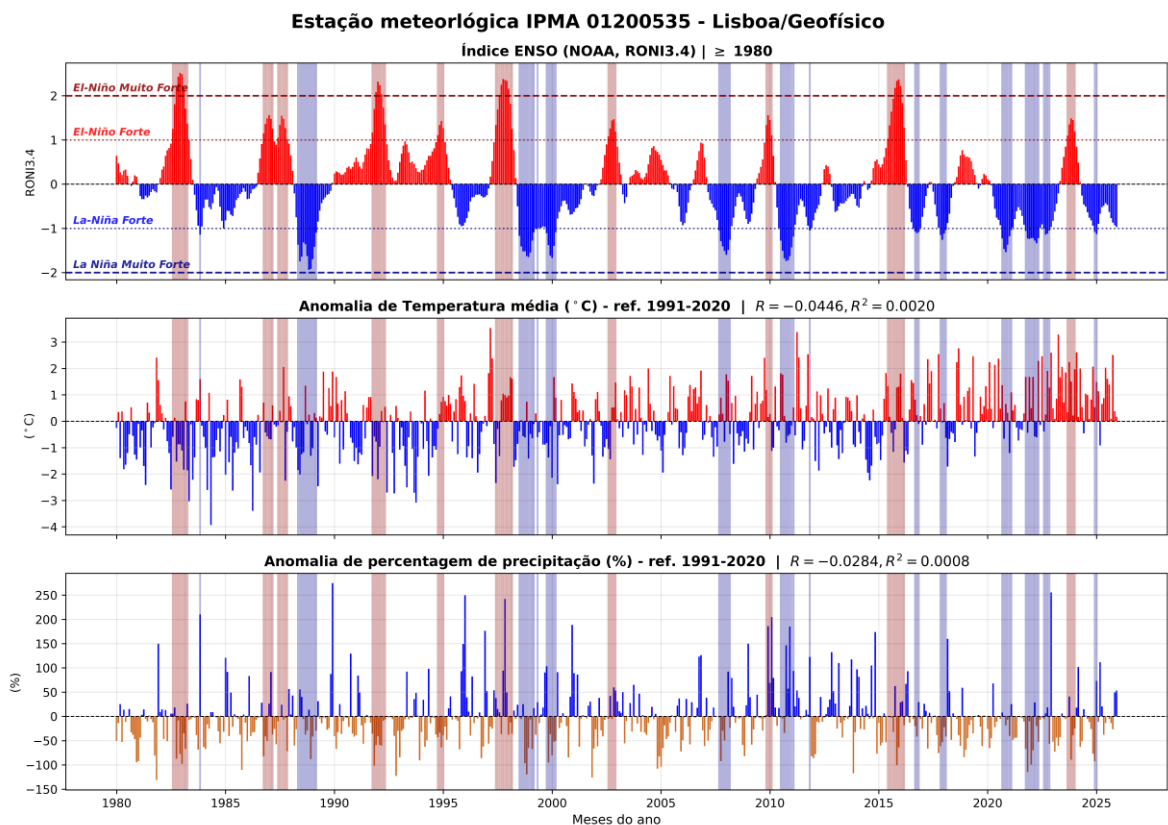 Estação meteorlógica IPMA 01200535 - Lisboa/Geofísico
Índice ENSO (NOAA, RONI3.4) | ≥ 1980
El-Niño Muito Forte
El-Niño Forte
La-Niña Forte
La Niña Muito Forte
RONI3.4
2
1
0
−1
−2
Anomalia de Temperatura média (°C) - ref. 1991-2020 | R = −0.0446, R² = 0.0020
(°C)
3
2
1
0
−1
−2
−3
−4
Anomalia de percentagem de precipitação (%) - ref. 1991-2020 | R = −0.0284, R² = 0.0008
(%)
250
200
150
100
50
0
−50
−100
−150
1980 1985 1990 1995 2000 2005 2010 2015 2020 2025
Meses do ano